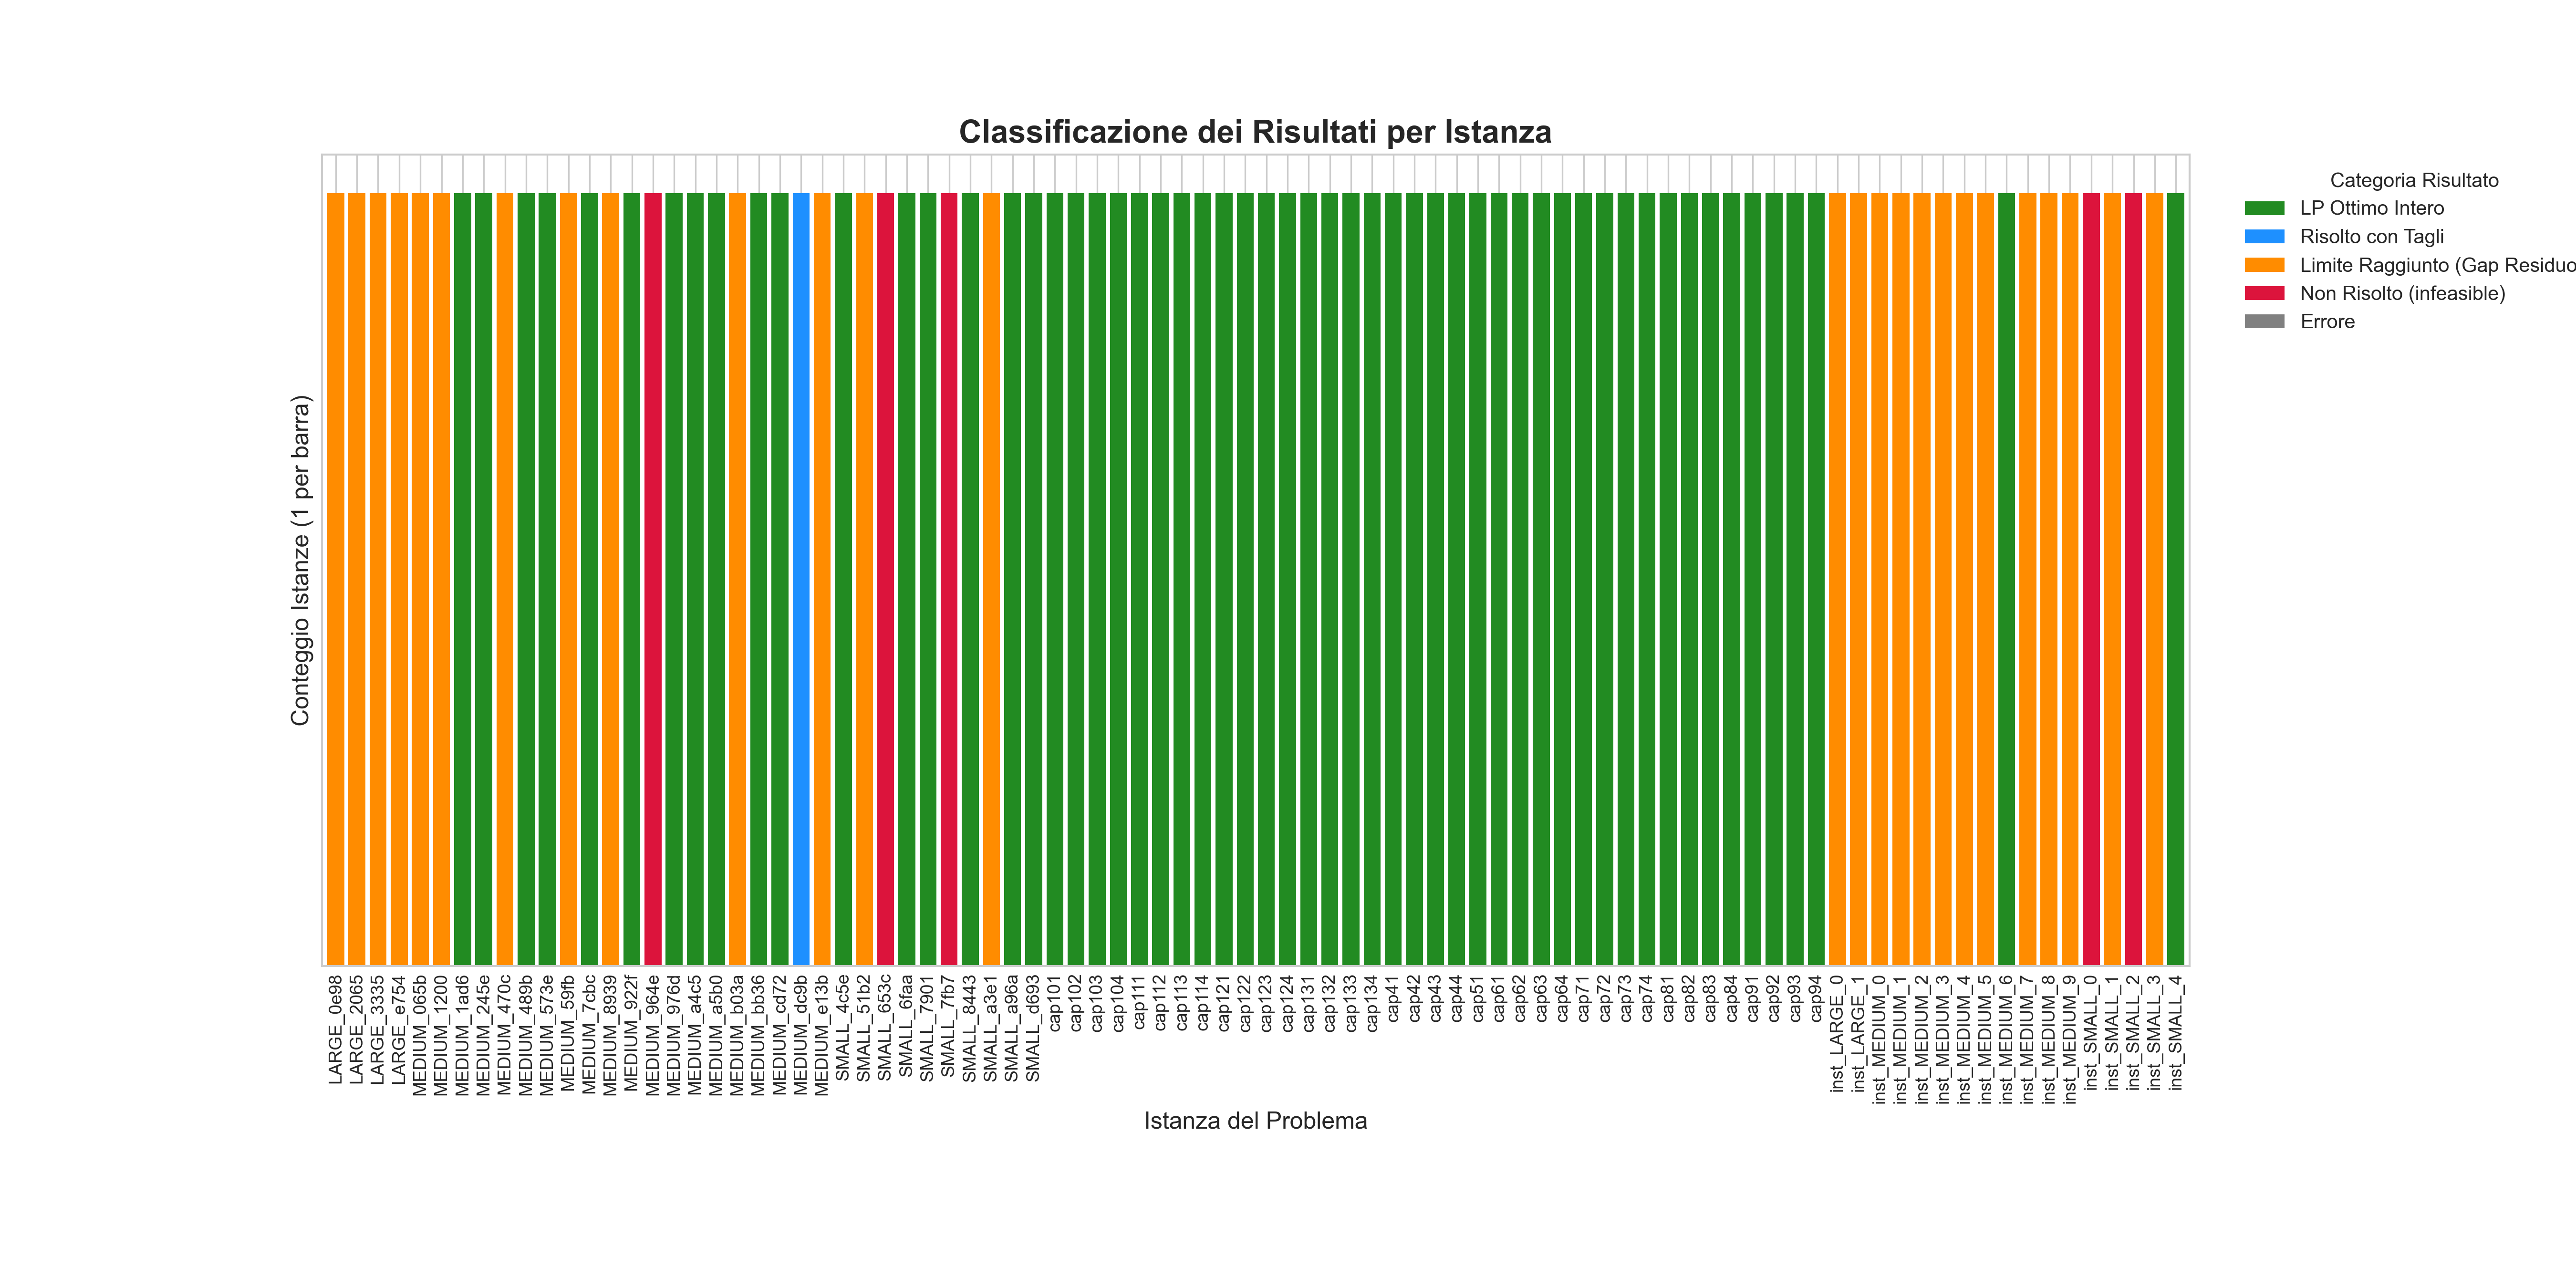 Classificazione dei Risultati per Istanza
Categoria Risultato
LP Ottimo Intero
Risolto con Tagli
Limite Raggiunto (Gap Residuo
Non Risolto (infeasible)
Errore
Conteggio Istanze (1 per barra)
LARGE_0e98
LARGE_2065
LARGE_3335
LARGE_e754
MEDIUM_065b
MEDIUM_1200
MEDIUM_1ad6
MEDIUM_245e
MEDIUM_470c
MEDIUM_489b
MEDIUM_573e
MEDIUM_59fb
MEDIUM_7cbc
MEDIUM_8939
MEDIUM_922f
MEDIUM_964e
MEDIUM_976d
MEDIUM_a4c5
MEDIUM_a5b0
MEDIUM_b03a
MEDIUM_bb36
MEDIUM_cd72
MEDIUM_dc9b
MEDIUM_e13b
SMALL_4c5e
SMALL_51b2
SMALL_653c
SMALL_6faa
SMALL_7901
SMALL_7fb7
SMALL_8443
SMALL_a3e1
SMALL_a96a
SMALL_d693
cap101
cap102
cap103
cap104
cap111
cap112
cap113
cap114
cap121
cap122
cap123
cap124
cap131
cap132
cap133
cap134
cap41
cap42
cap43
cap44
cap51
cap61
cap62
cap63
cap64
cap71
cap72
cap73
cap74
cap81
cap82
cap83
cap84
cap91
cap92
cap93
cap94
inst_LARGE_0
inst_LARGE_1
inst_MEDIUM_0
inst_MEDIUM_1
inst_MEDIUM_2
inst_MEDIUM_3
inst_MEDIUM_4
inst_MEDIUM_5
inst_MEDIUM_6
inst_MEDIUM_7
inst_MEDIUM_8
inst_MEDIUM_9
inst_SMALL_0
inst_SMALL_1
inst_SMALL_2
inst_SMALL_3
inst_SMALL_4
Istanza del Problema